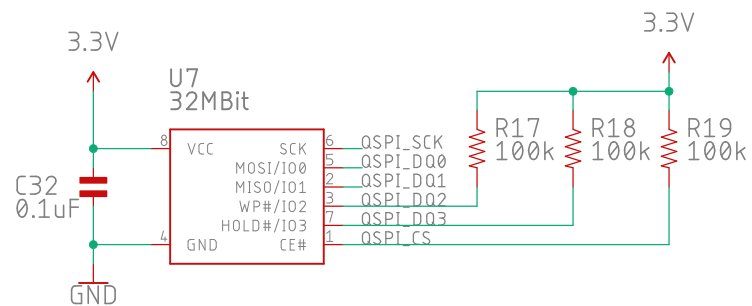 3.3V
3.3V
U7
32MBit
8 VCC
SCK 6 QSPI_SCK
MOSI/IO0 5 QSPI_DQ0
MISO/IO1 2 QSPI_DQ1
WP#/IO2 3 QSPI_DQ2
HOLD#/IO3 7 QSPI_DQ3
4 GND
CE# 1 QSPI_CS
C32
0.1uF
GND
R17
100k
R18
100k
R19
100k